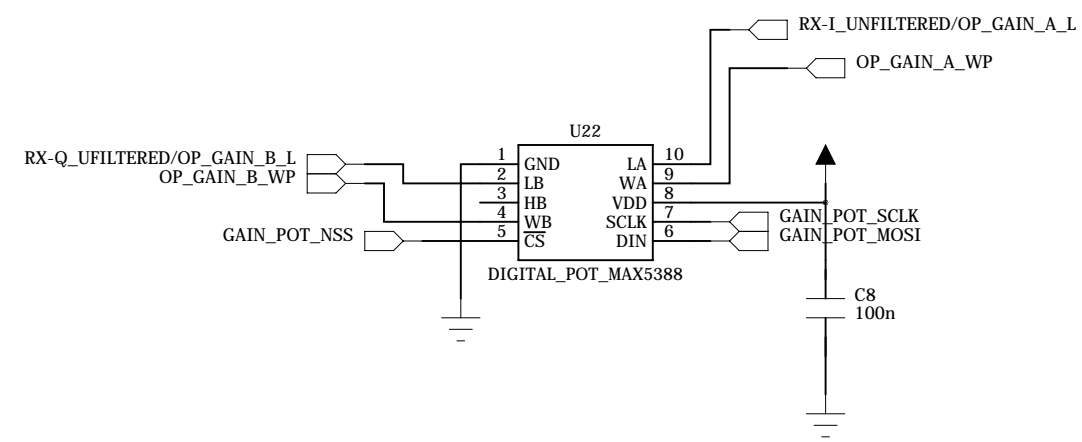 RX-I_UNFILTERED/OP_GAIN_A_L
OP_GAIN_A_WP
U22
RX-Q_UFILTERED/OP_GAIN_B_L
OP_GAIN_B_WP
GAIN_POT_NSS
1 GND LA 10
2 LB WA 9
3 HB VDD 8
4 WB SCLK 7
5 CS DIN 6
GAIN_POT_SCLK
GAIN_POT_MOSI
DIGITAL_POT_MAX5388
C8
100n